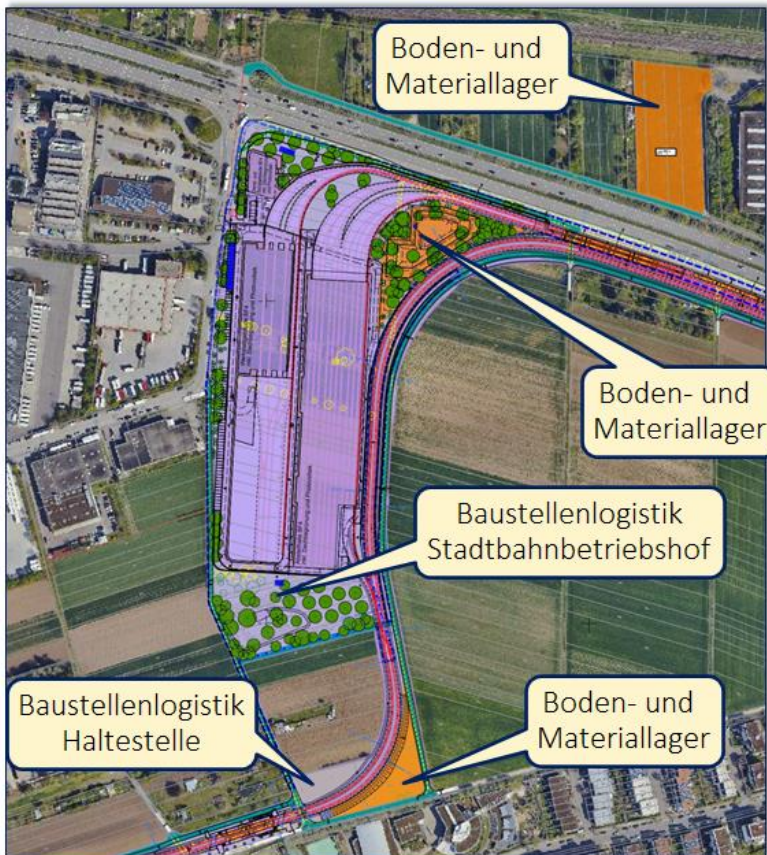 Boden- und
Materiallager
Boden- und
Materiallager
Baustellenlogistik
Stadtbahnbetriebshof
Baustellenlogistik
Haltestelle
Boden- und
Materiallager